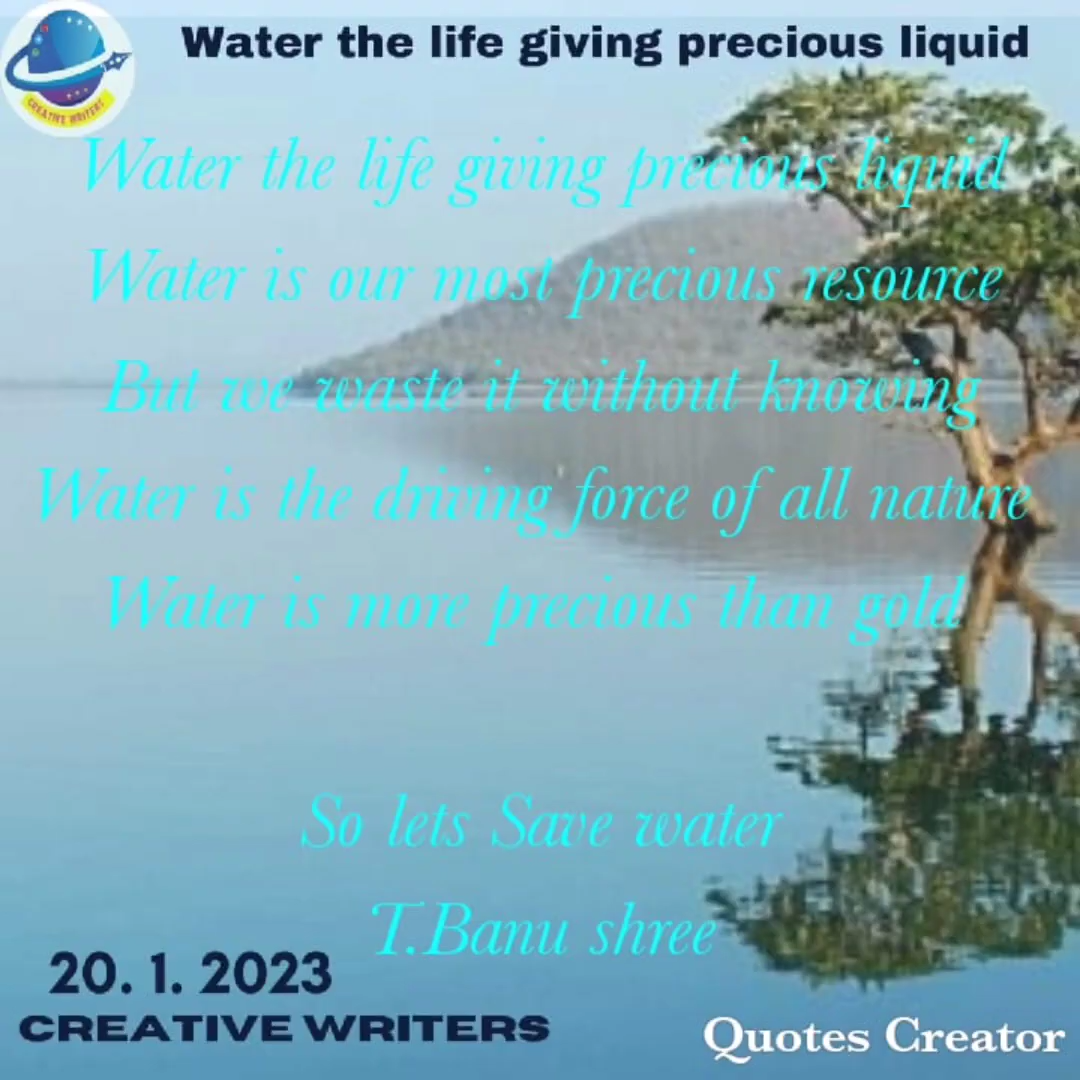 Water the life giving precious liquid
CREATIVE WRITERS
Water the life giving precious liquid
Water is our most precious resource
But we waste it without knowing
Water is the driving force of all nature
Water is more precious than gold
So lets Save water
T.Banu shree
20. 1. 2023
CREATIVE WRITERS
Quotes Creator